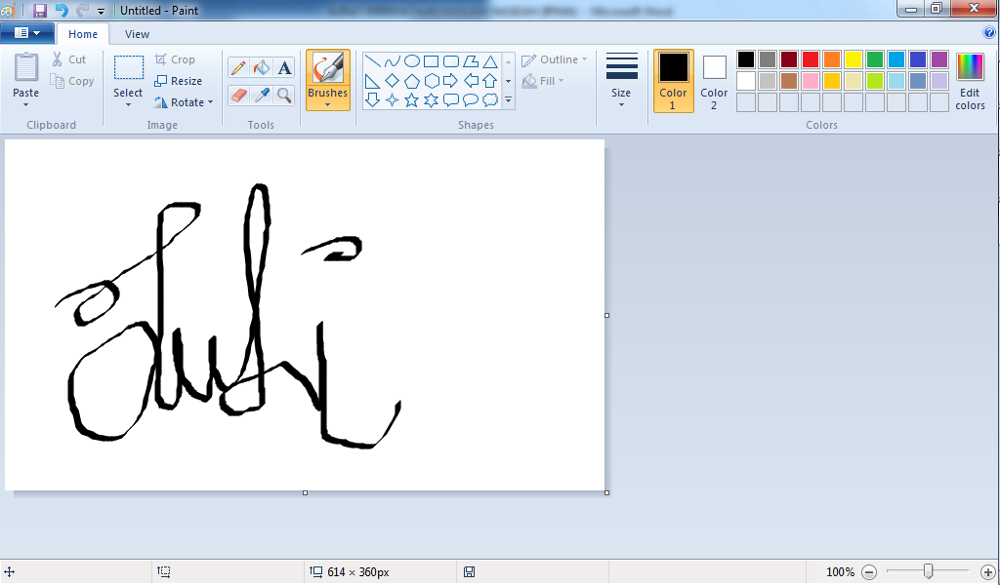 Untitled - Paint
Home View
Cut Crop Outline
Paste Copy Select Resize Brushes Fill Size Color 1 Color 2 Edit colors
Rotate
Clipboard Image Tools Shapes Colors
614 × 360px 100%